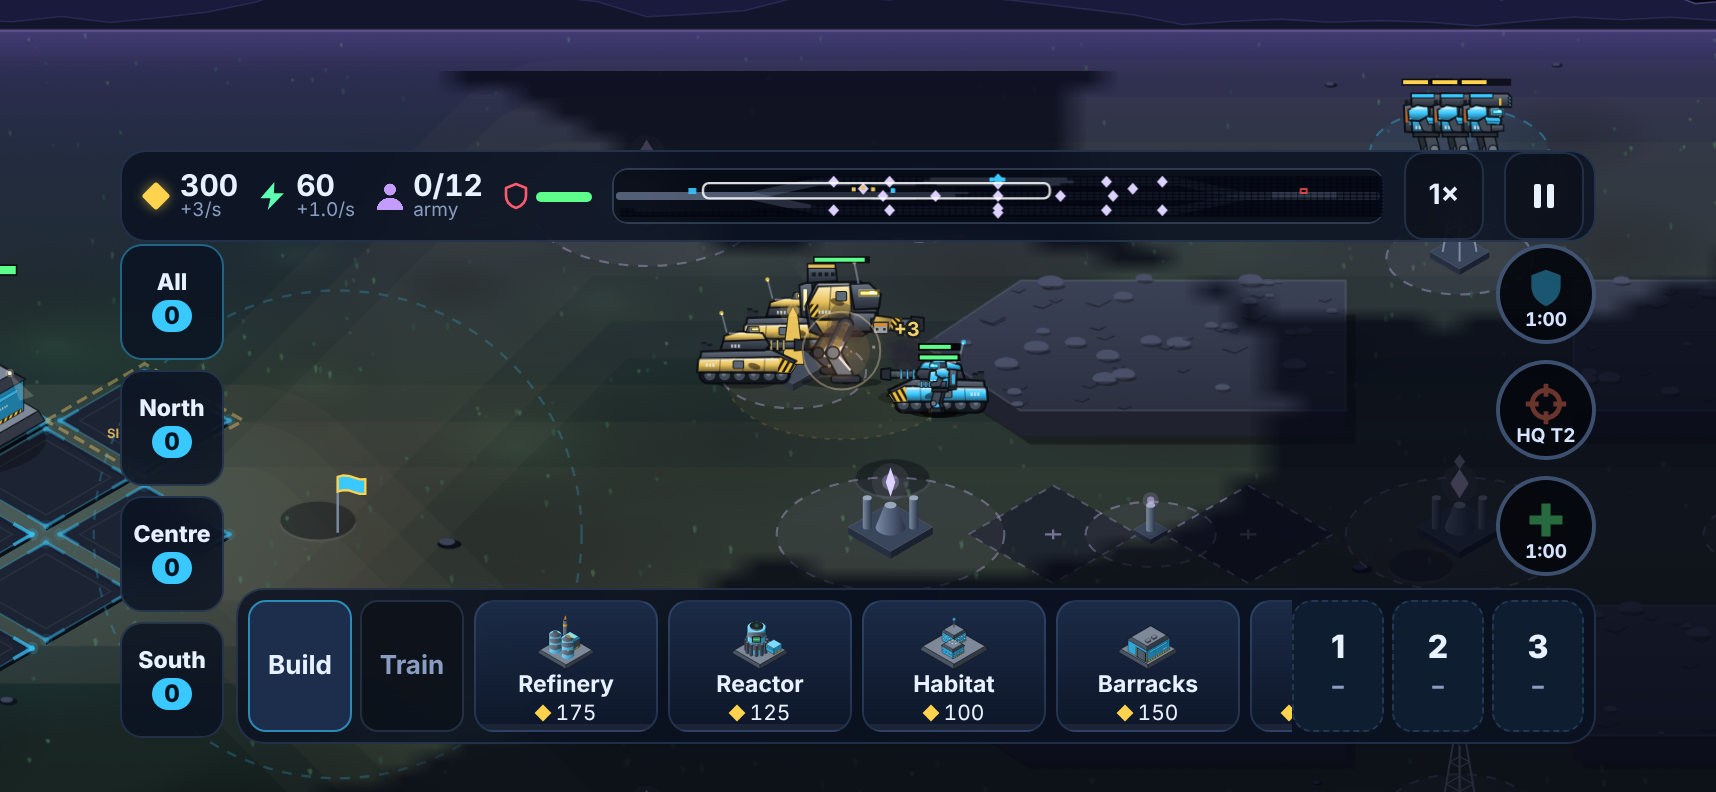 300
+3/s
60
+1.0/s
0/12
army
1×
All
0
North
0
Centre
0
South
0
+3
1:00
HQ T2
1:00
Build
Train
Refinery
175
Reactor
125
Habitat
100
Barracks
150
1
-
2
-
3
-